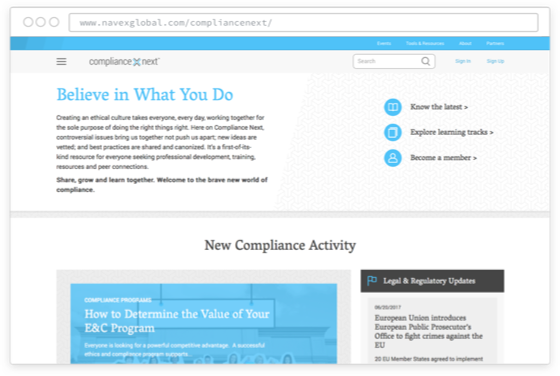 www.navexglobal.com/compliancenext/
Events Tools & Resources About Partners
compliance next
Search
Sign In Sign Up
Believe in What You Do
Creating an ethical culture takes everyone, every day, working together for
the sole purpose of doing the right things right. Here on Compliance Next,
controversial issues bring us together not push us apart; new ideas are
vetted; and best practices are shared and canonized. It's a first-of-its-
kind resource for everyone seeking professional development, training,
resources and peer connections.
Share, grow and learn together. Welcome to the brave new world of
compliance.
Know the latest >
Explore learning tracks >
Become a member >
New Compliance Activity
COMPLIANCE PROGRAMS
How to Determine the Value of Your
E&C Program
Everyone is looking for a powerful competitive advantage. A successful
ethics and compliance program supports
Legal & Regulatory Updates
06/20/2017
European Union introduces
European Public Prosecutor's
Office to fight crimes against the
EU
20 EU Member States agreed to implement